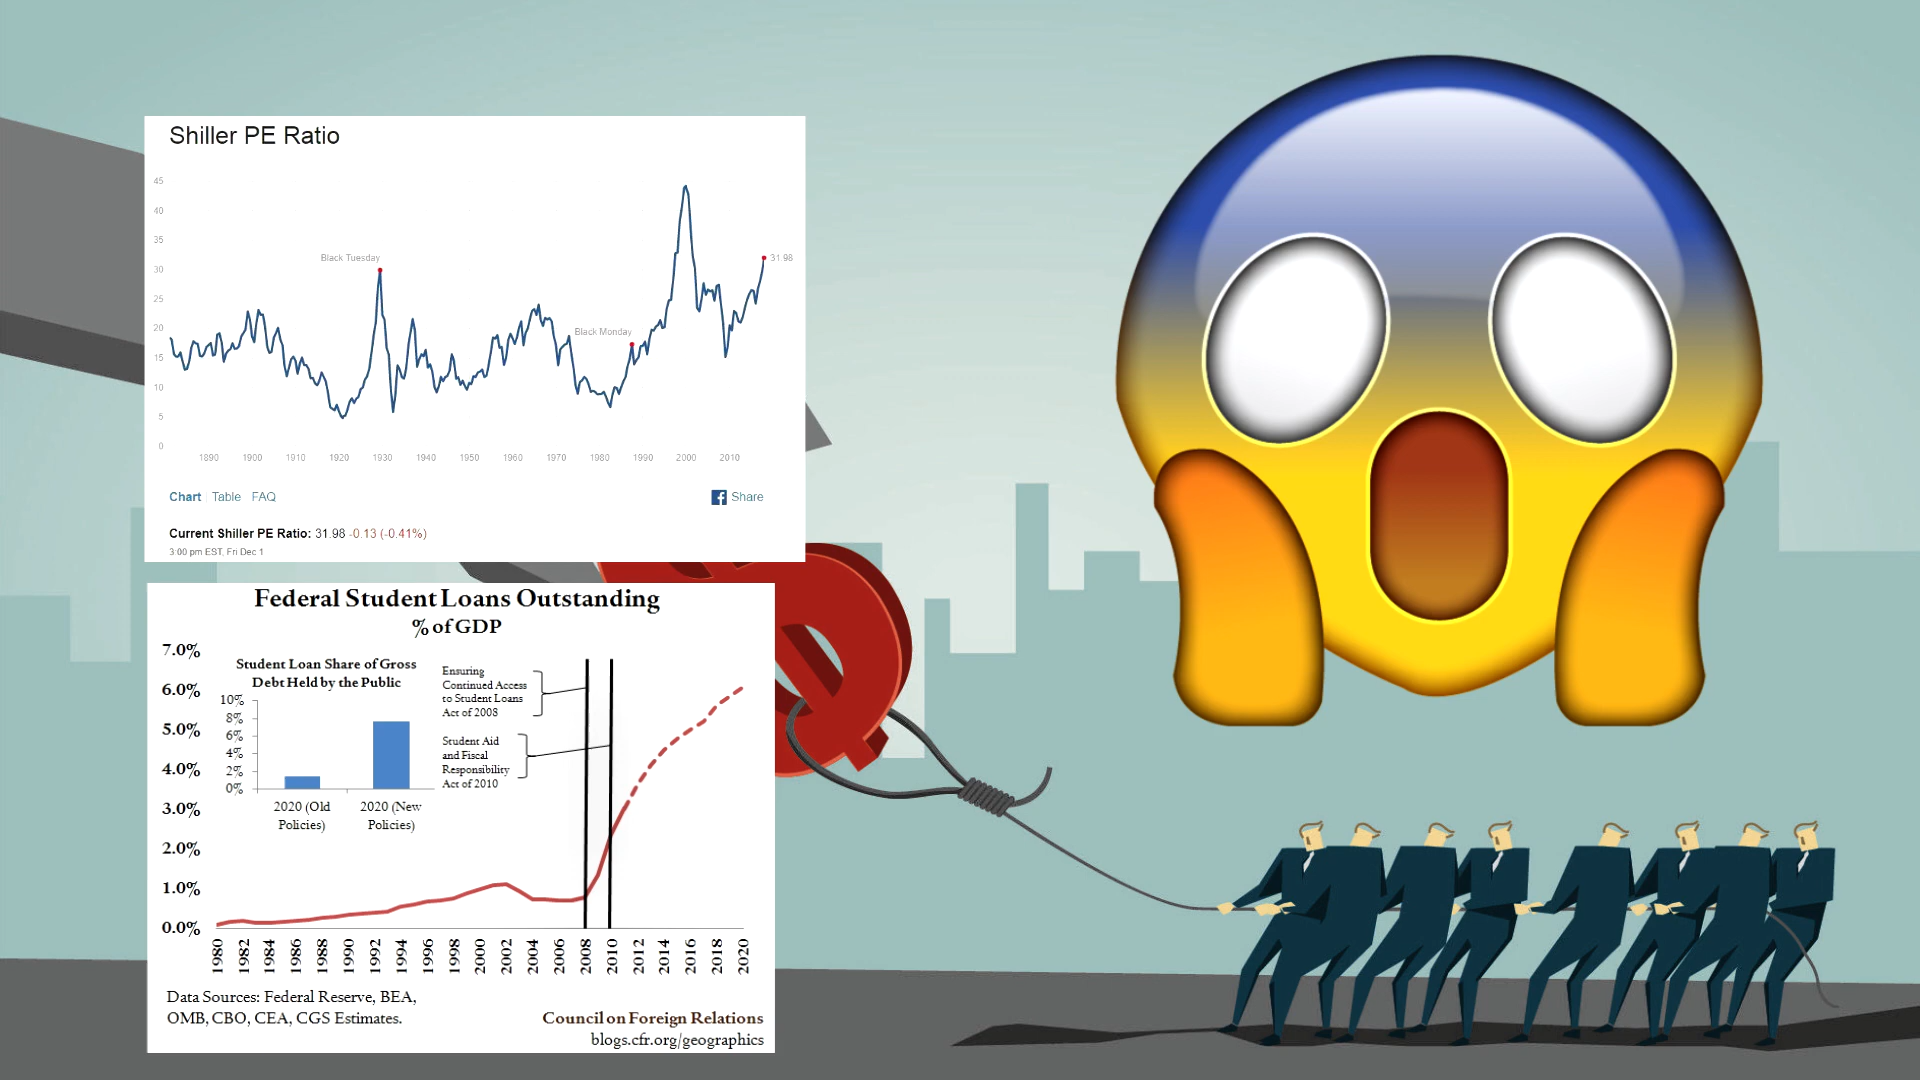 Shiller PE Ratio
45
40
35
30
25
20
15
10
5
0
Black Tuesday
Black Monday
31.98
1890 1900 1910 1920 1930 1940 1950 1960 1970 1980 1990 2000 2010
Chart Table FAQ
Share
Current Shiller PE Ratio: 31.98 -0.13 (-0.41%)
3:00 pm EST, Fri Dec 1
Federal Student Loans Outstanding
% of GDP
7.0%
6.0%
5.0%
4.0%
3.0%
2.0%
1.0%
0.0%
Student Loan Share of Gross
Debt Held by the Public
10%
8%
6%
4%
2%
0%
2020 (Old
Policies)
2020 (New
Policies)
Ensuring
Continued Access
to Student Loans
Act of 2008
Student Aid
and Fiscal
Responsibility
Act of 2010
1980 1982 1984 1986 1988 1990 1992 1994 1996 1998 2000 2002 2004 2006 2008 2010 2012 2014 2016 2018 2020
Data Sources: Federal Reserve, BEA,
OMB, CBO, CEA, CGS Estimates.
Council on Foreign Relations
blogs.cfr.org/geographics